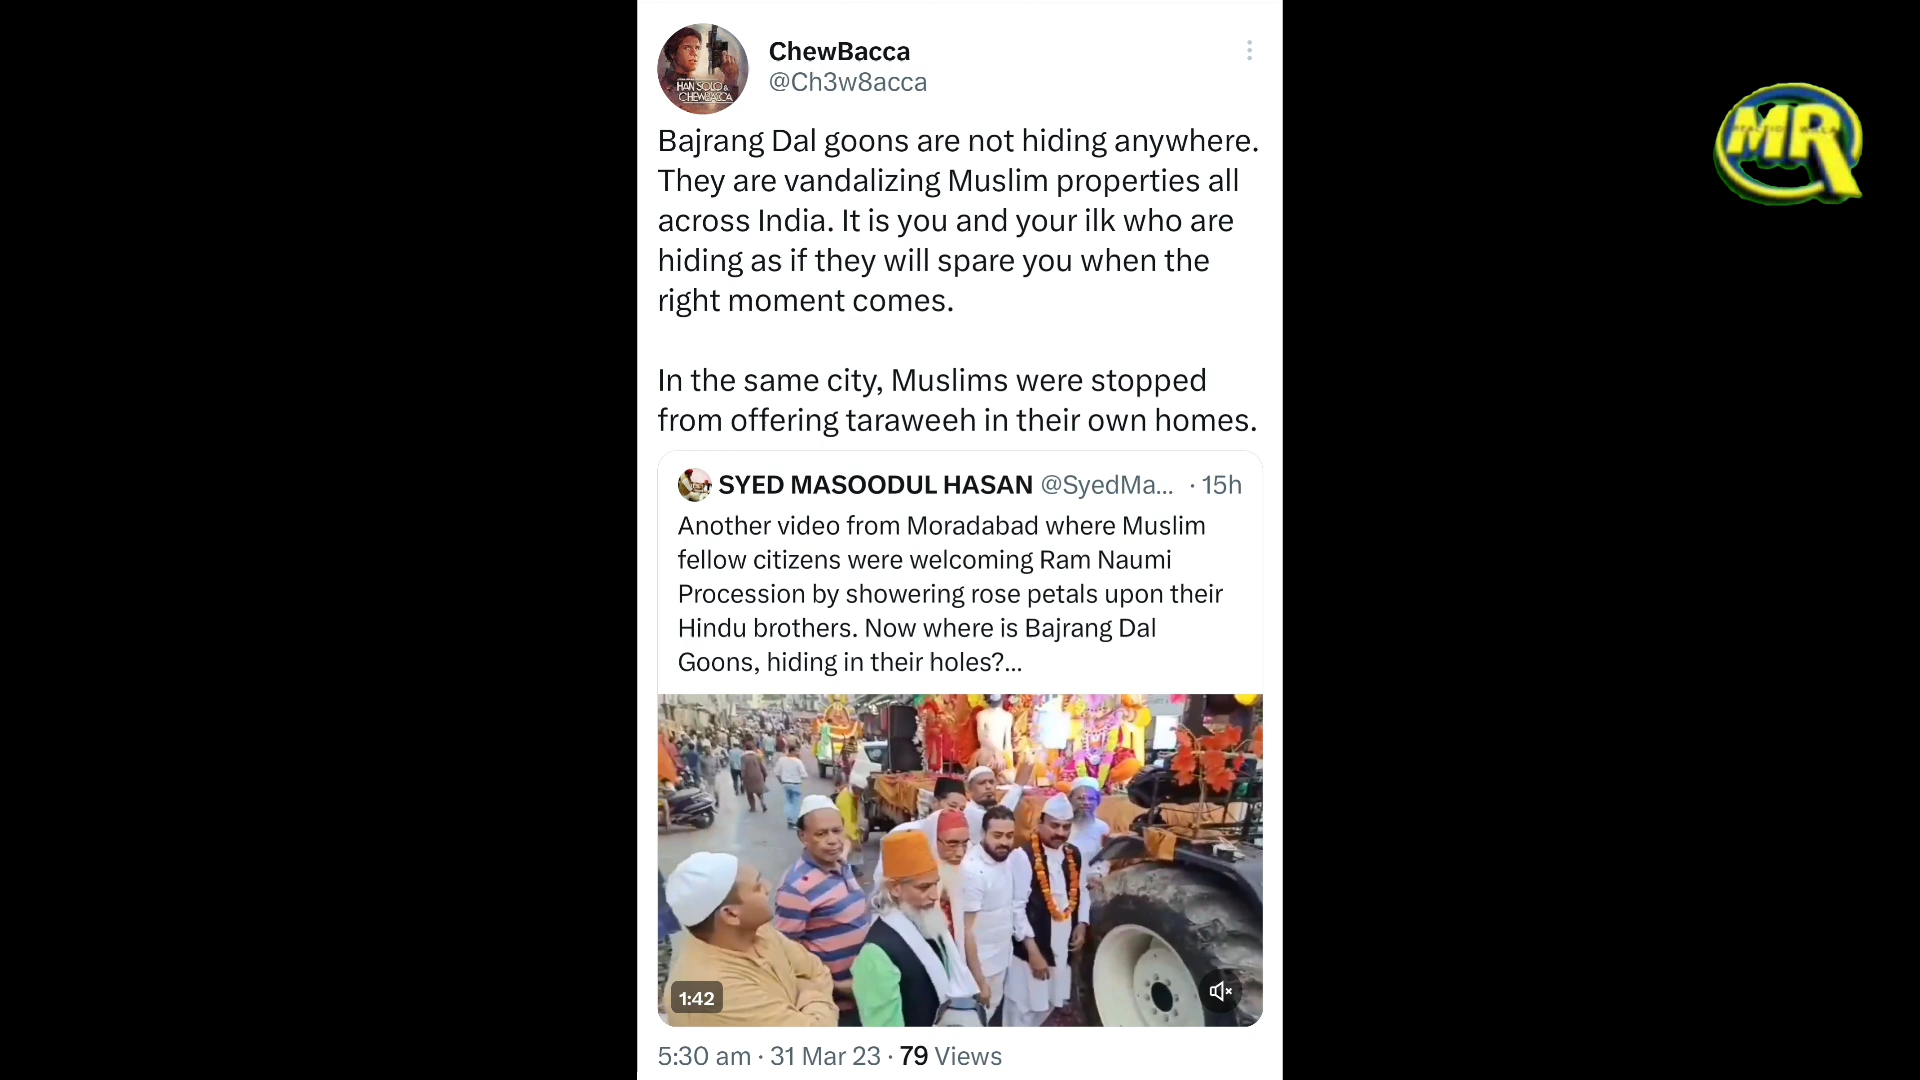 ChewBacca
@Ch3w8acca
HAN SOLO &
CHEWBACCA
Bajrang Dal goons are not hiding anywhere.
They are vandalizing Muslim properties all
across India. It is you and your ilk who are
hiding as if they will spare you when the
right moment comes.
In the same city, Muslims were stopped
from offering taraweeh in their own homes.
SYED MASOODUL HASAN @SyedMa... · 15h
Another video from Moradabad where Muslim
fellow citizens were welcoming Ram Naumi
Procession by showering rose petals upon their
Hindu brothers. Now where is Bajrang Dal
Goons, hiding in their holes?...
1:42
5:30 am · 31 Mar 23 · 79 Views
MR